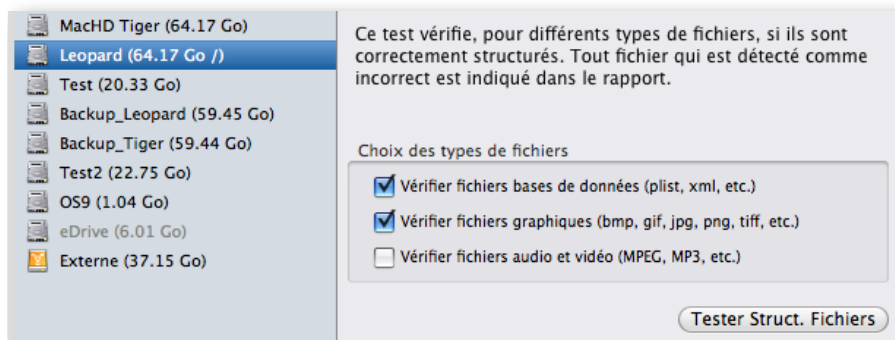 MacHD Tiger (64.17 Go)
Leopard (64.17 Go /)
Test (20.33 Go)
Backup_Leopard (59.45 Go)
Backup_Tiger (59.44 Go)
Test2 (22.75 Go)
OS9 (1.04 Go)
eDrive (6.01 Go)
Externe (37.15 Go)
Ce test vérifie, pour différents types de fichiers, si ils sont
correctement structurés. Tout fichier qui est détecté comme
incorrect est indiqué dans le rapport.
Choix des types de fichiers
Vérifier fichiers bases de données (plist, xml, etc.)
Vérifier fichiers graphiques (bmp, gif, jpg, png, tiff, etc.)
Vérifier fichiers audio et vidéo (MPEG, MP3, etc.)
Tester Struct. Fichiers